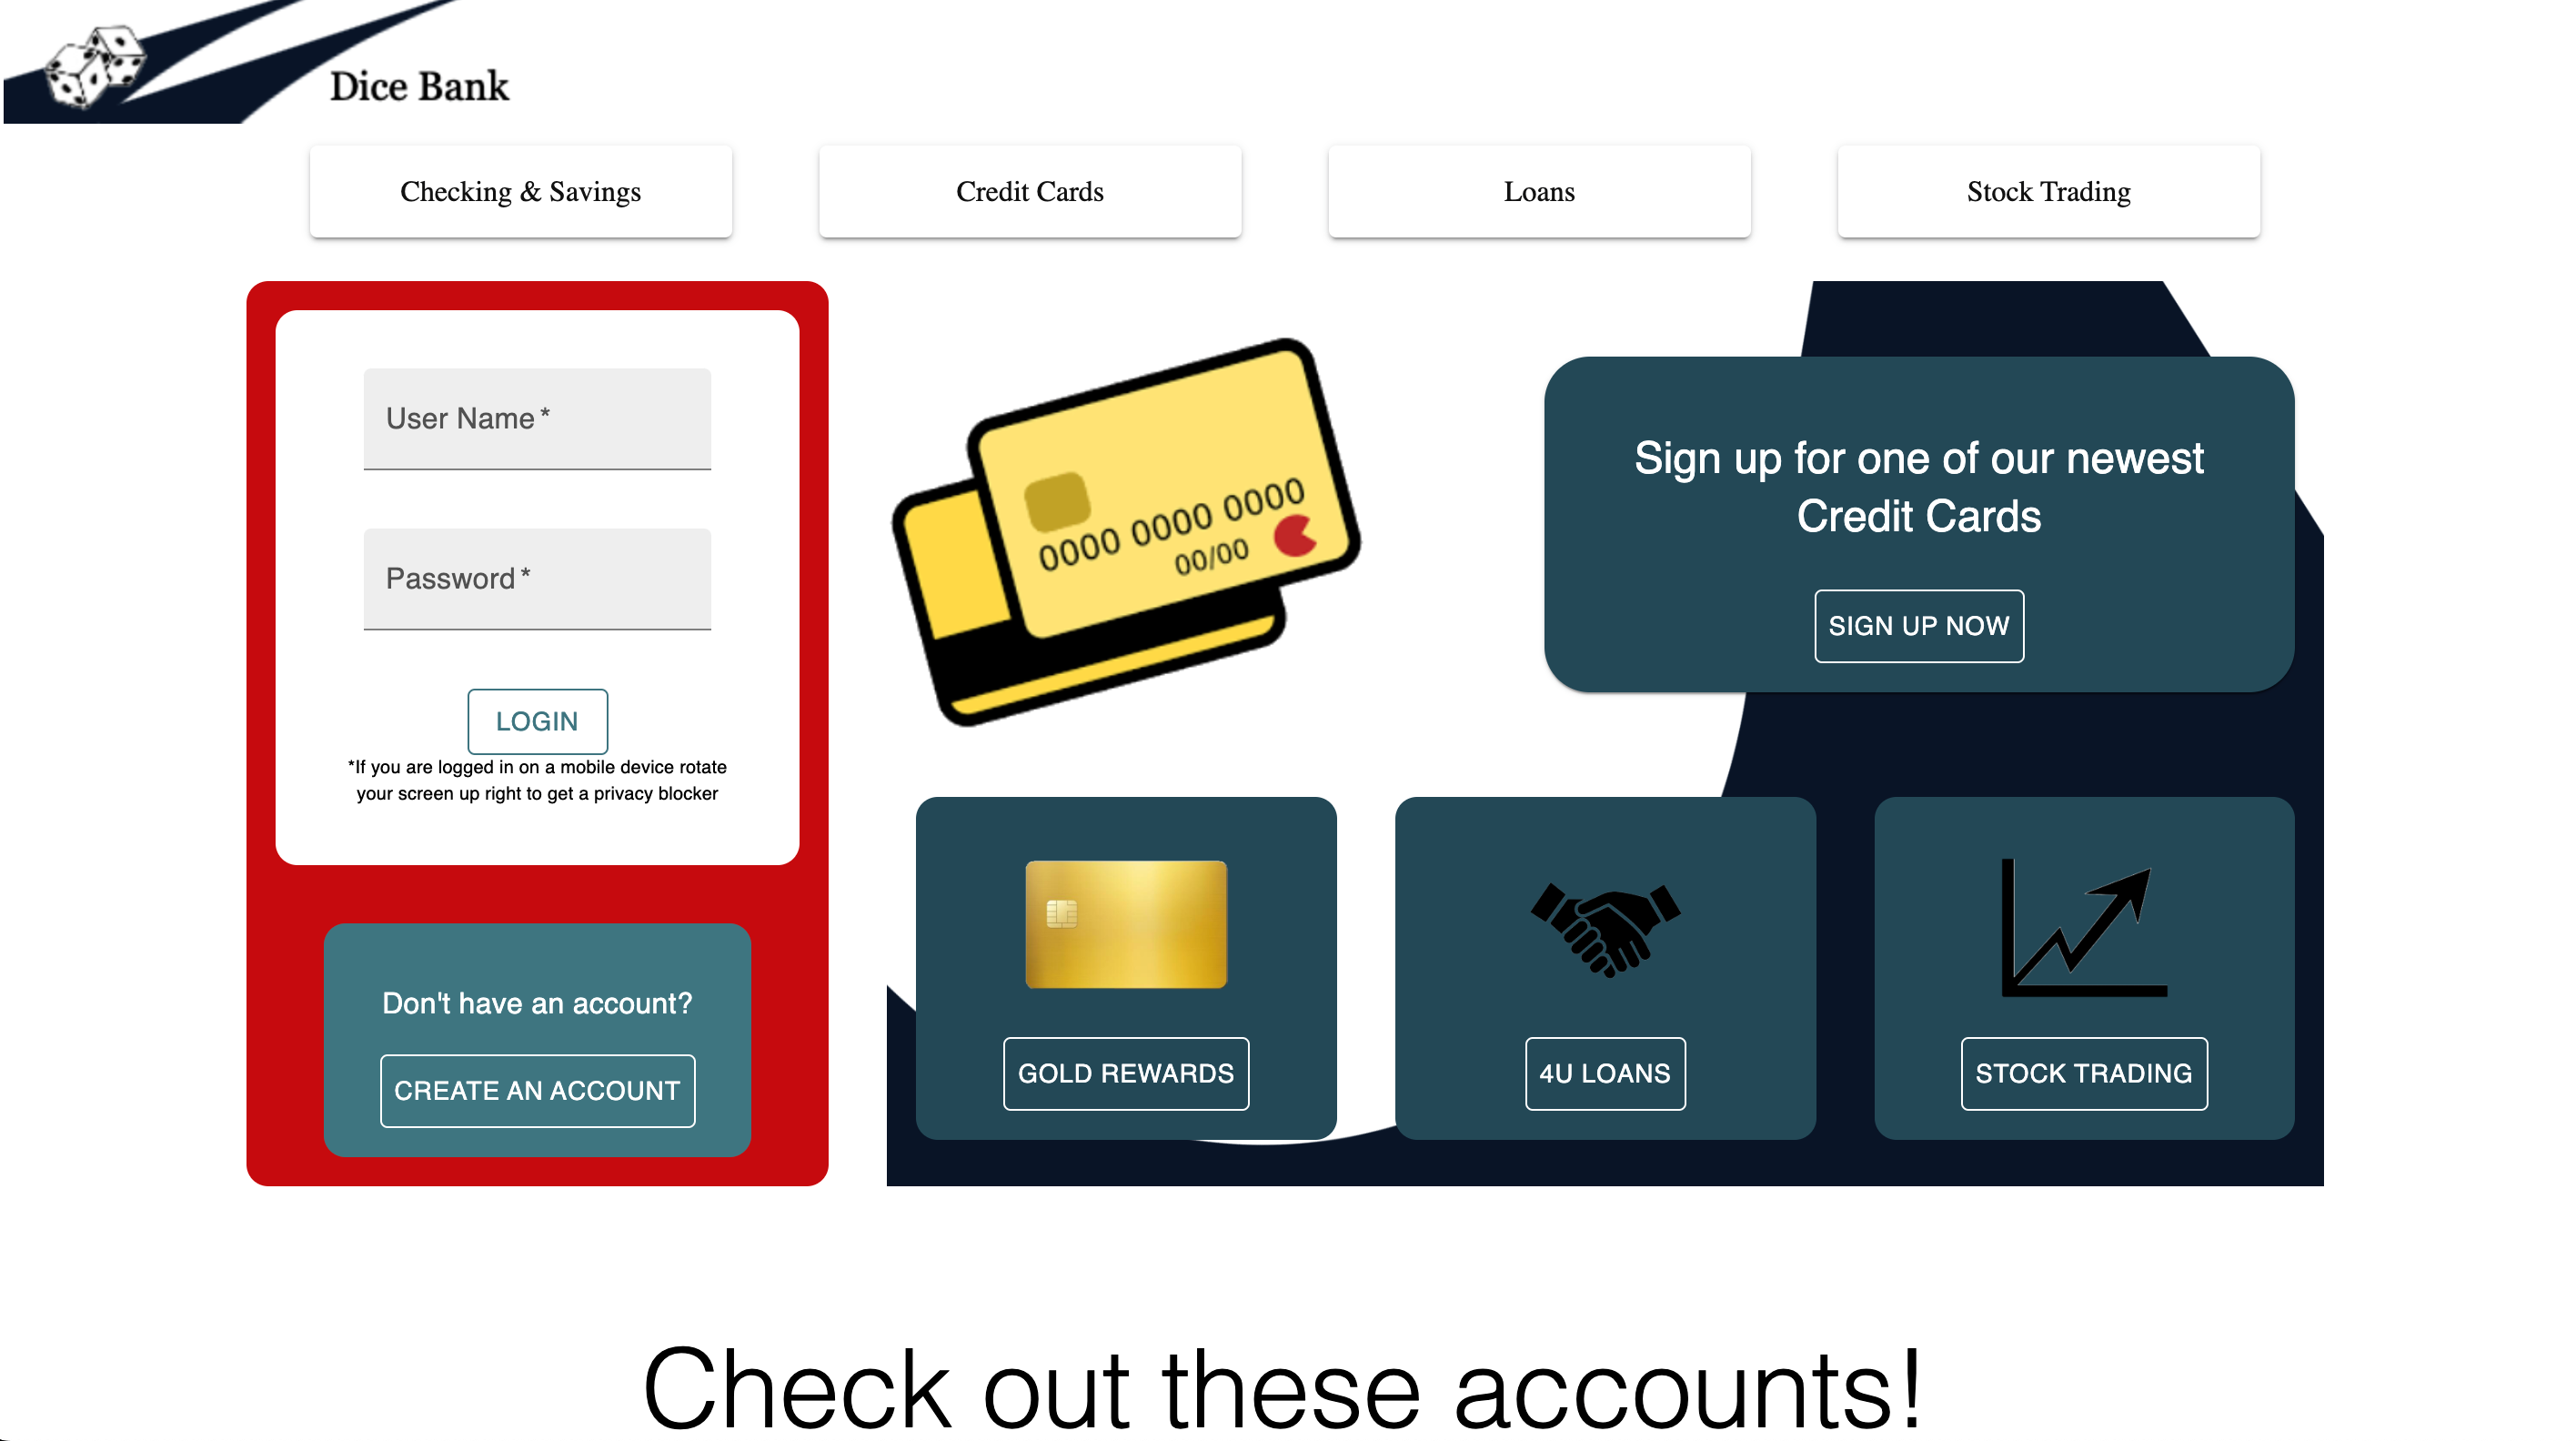 Dice Bank
Checking & Savings
Credit Cards
Loans
Stock Trading
User Name *
Password *
LOGIN
*If you are logged in on a mobile device rotate
your screen up right to get a privacy blocker
Don't have an account?
CREATE AN ACCOUNT
0000 0000 0000
00/00
Sign up for one of our newest
Credit Cards
SIGN UP NOW
GOLD REWARDS
4U LOANS
STOCK TRADING
Check out these accounts!